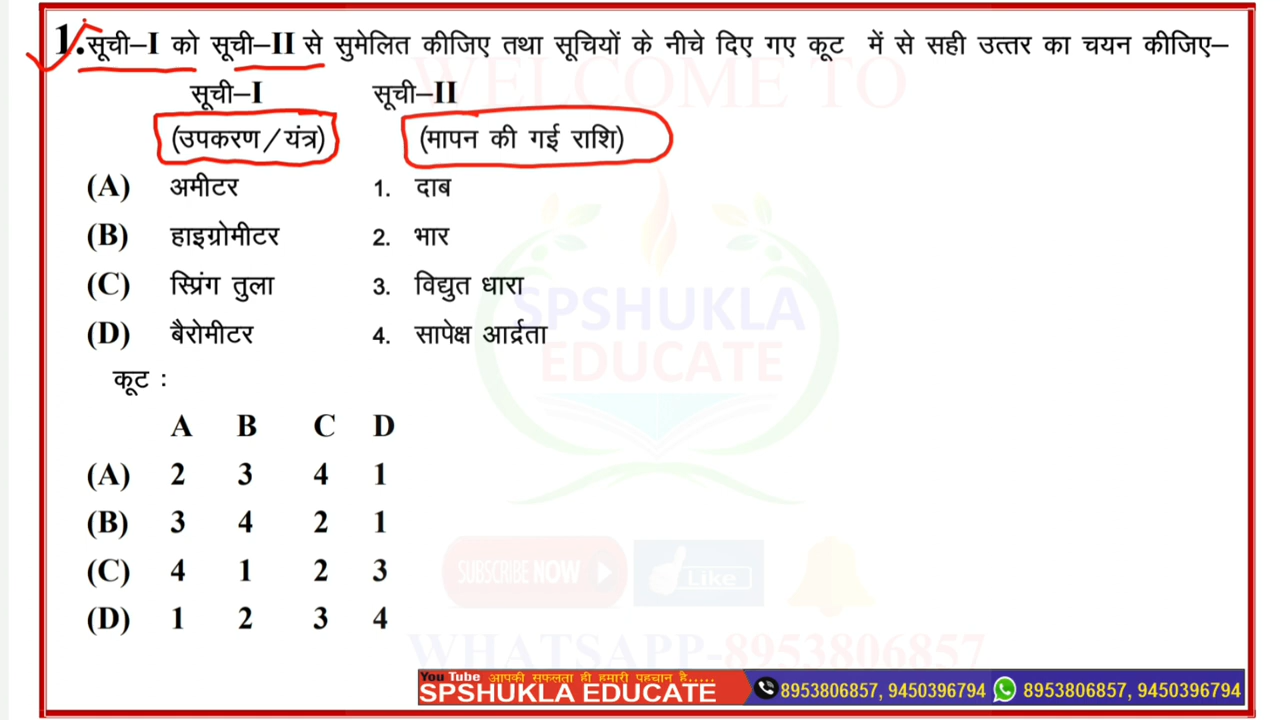 1.सूची–I को सूची–II से सुमेलित कीजिए तथा सूचियों के नीचे दिए गए कूट में से सही उत्तर का चयन कीजिए–
सूची–I सूची–II
(उपकरण/यंत्र) (मापन की गई राशि)
(A) अमीटर 1. दाब
(B) हाइग्रोमीटर 2. भार
(C) स्प्रिंग तुला 3. विद्युत धारा
(D) बैरोमीटर 4. सापेक्ष आर्द्रता
कूट :
A B C D
(A) 2 3 4 1
(B) 3 4 2 1
(C) 4 1 2 3
(D) 1 2 3 4
WELCOME TO
SPSHUKLA
EDUCATE
SUBSCRIBE NOW Like
WHATSAPP-8953806857
You Tube आपकी सफलता ही हमारी पहचान है.....
SPSHUKLA EDUCATE 8953806857, 9450396794 8953806857, 9450396794